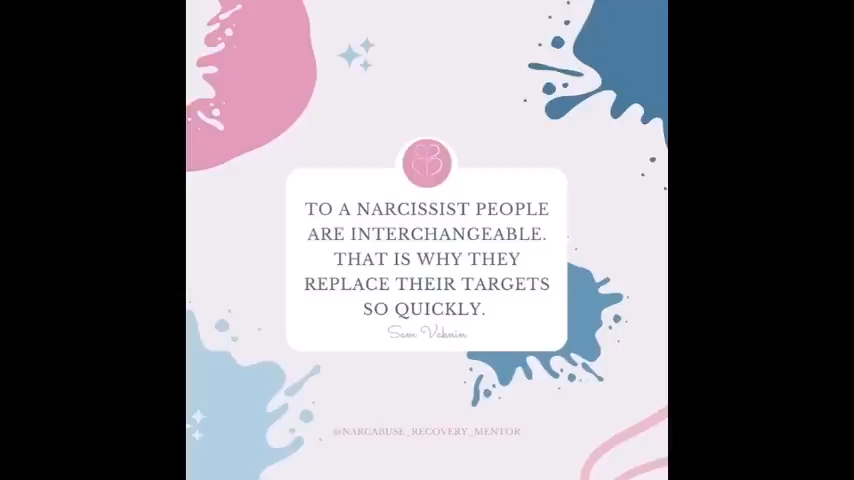 TO A NARCISSIST PEOPLE
ARE INTERCHANGEABLE.
THAT IS WHY THEY
REPLACE THEIR TARGETS
SO QUICKLY.
Sam Vaknin
@NARCABUSE_RECOVERY_MENTOR